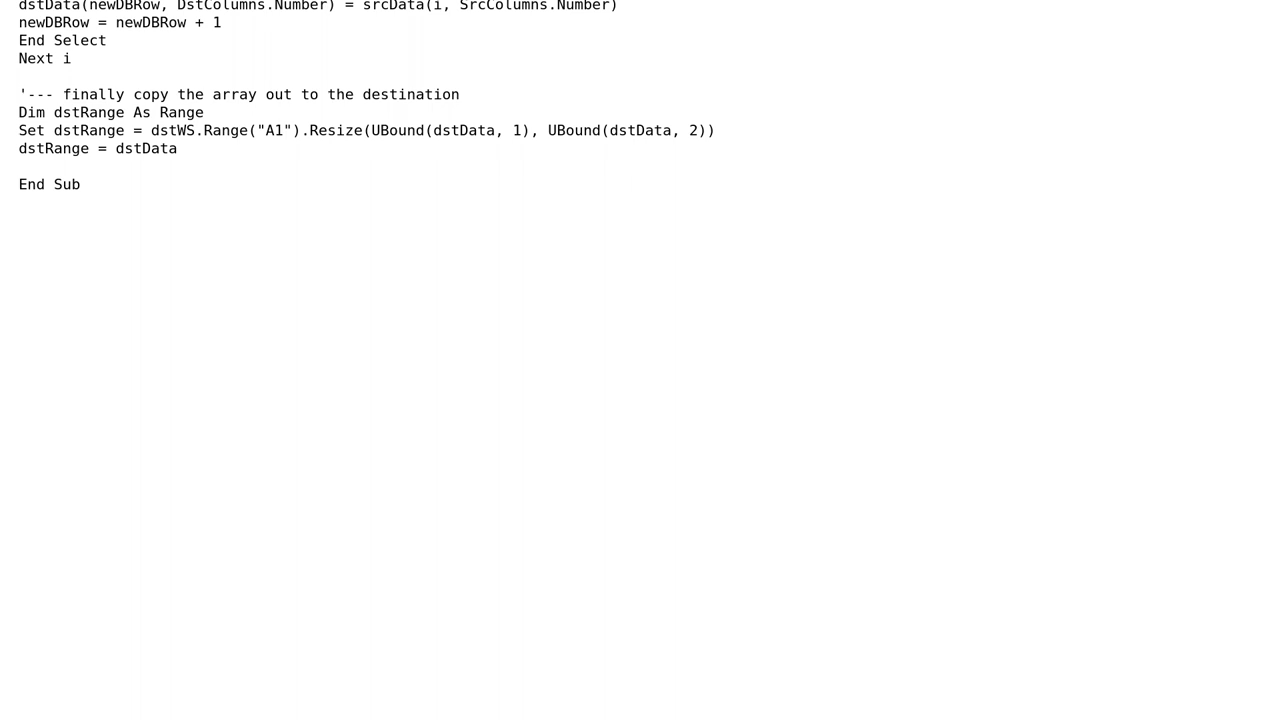 dstData(newDBRow, DstColumns.Number) = srcData(i, SrcColumns.Number)
newDBRow = newDBRow + 1
End Select
Next i

'--- finally copy the array out to the destination
Dim dstRange As Range
Set dstRange = dstWS.Range("A1").Resize(UBound(dstData, 1), UBound(dstData, 2))
dstRange = dstData

End Sub